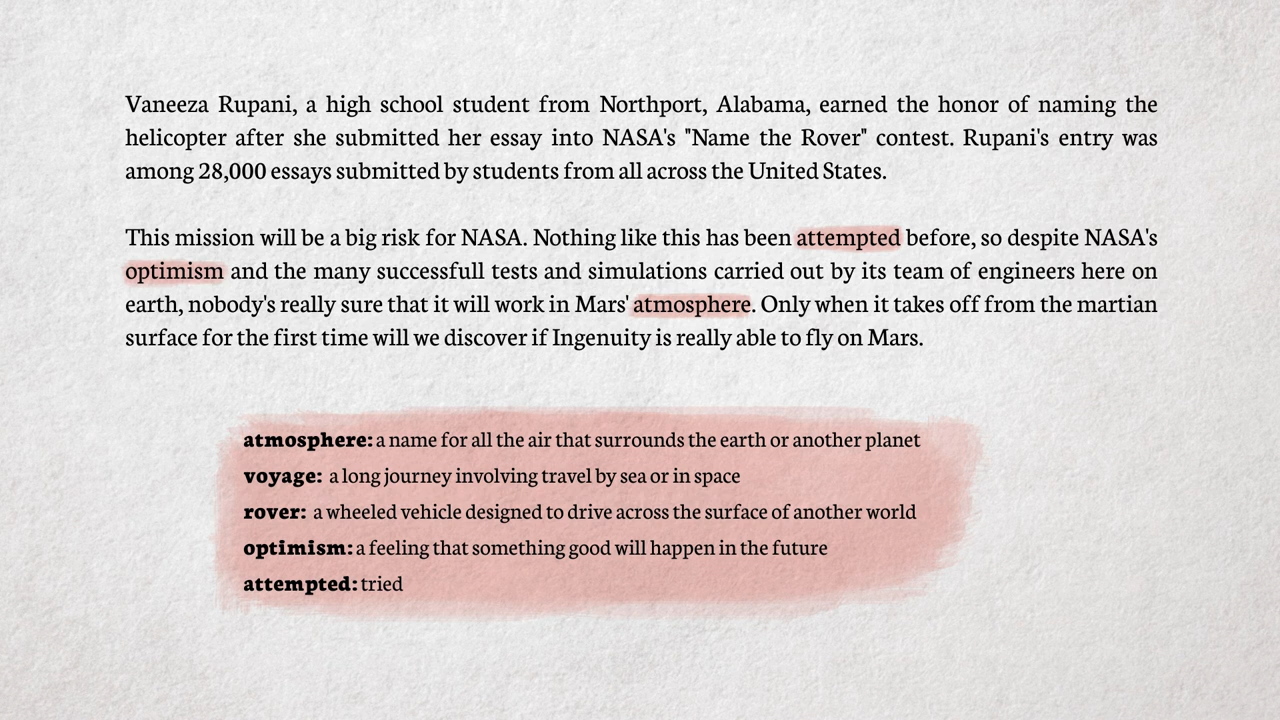 Vaneeza Rupani, a high school student from Northport, Alabama, earned the honor of naming the
helicopter after she submitted her essay into NASA's "Name the Rover" contest. Rupani's entry was
among 28,000 essays submitted by students from all across the United States.
This mission will be a big risk for NASA. Nothing like this has been attempted before, so despite NASA's
optimism and the many successfull tests and simulations carried out by its team of engineers here on
earth, nobody's really sure that it will work in Mars' atmosphere. Only when it takes off from the martian
surface for the first time will we discover if Ingenuity is really able to fly on Mars.
atmosphere: a name for all the air that surrounds the earth or another planet
voyage: a long journey involving travel by sea or in space
rover: a wheeled vehicle designed to drive across the surface of another world
optimism: a feeling that something good will happen in the future
attempted: tried